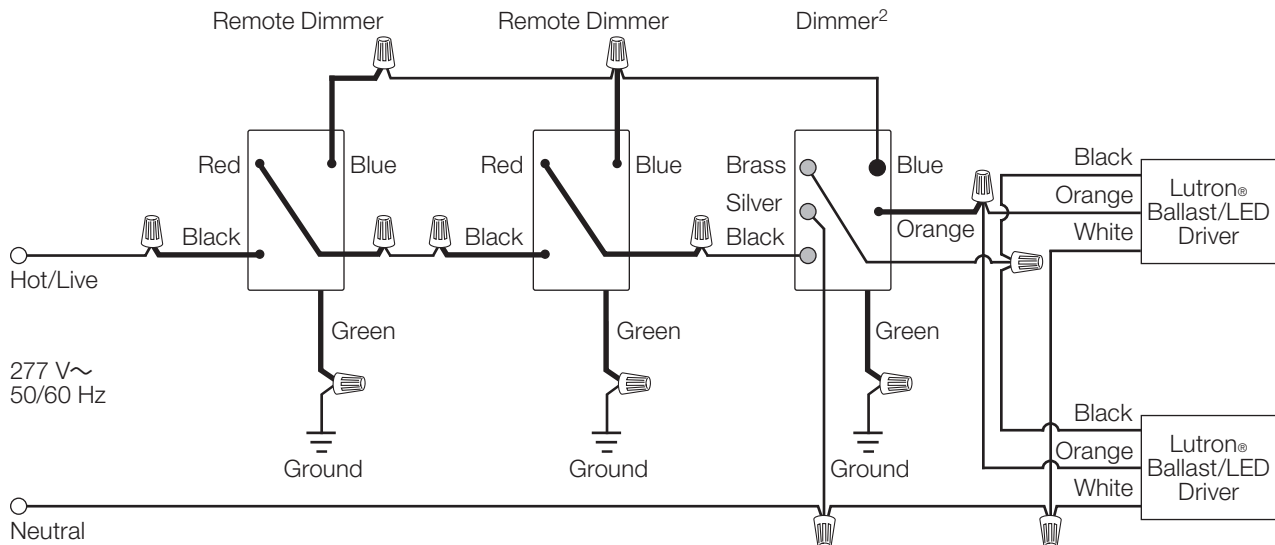 Remote Dimmer
Remote Dimmer
Dimmer²
Red
Blue
Red
Blue
Brass
Blue
Black
Lutron®
Ballast/LED
Driver
Orange
White
Silver
Black
Black
Black
Orange
Hot/Live
Green
Green
Green
277 V~
50/60 Hz
Ground
Ground
Ground
Black
Lutron®
Ballast/LED
Driver
Orange
White
Neutral